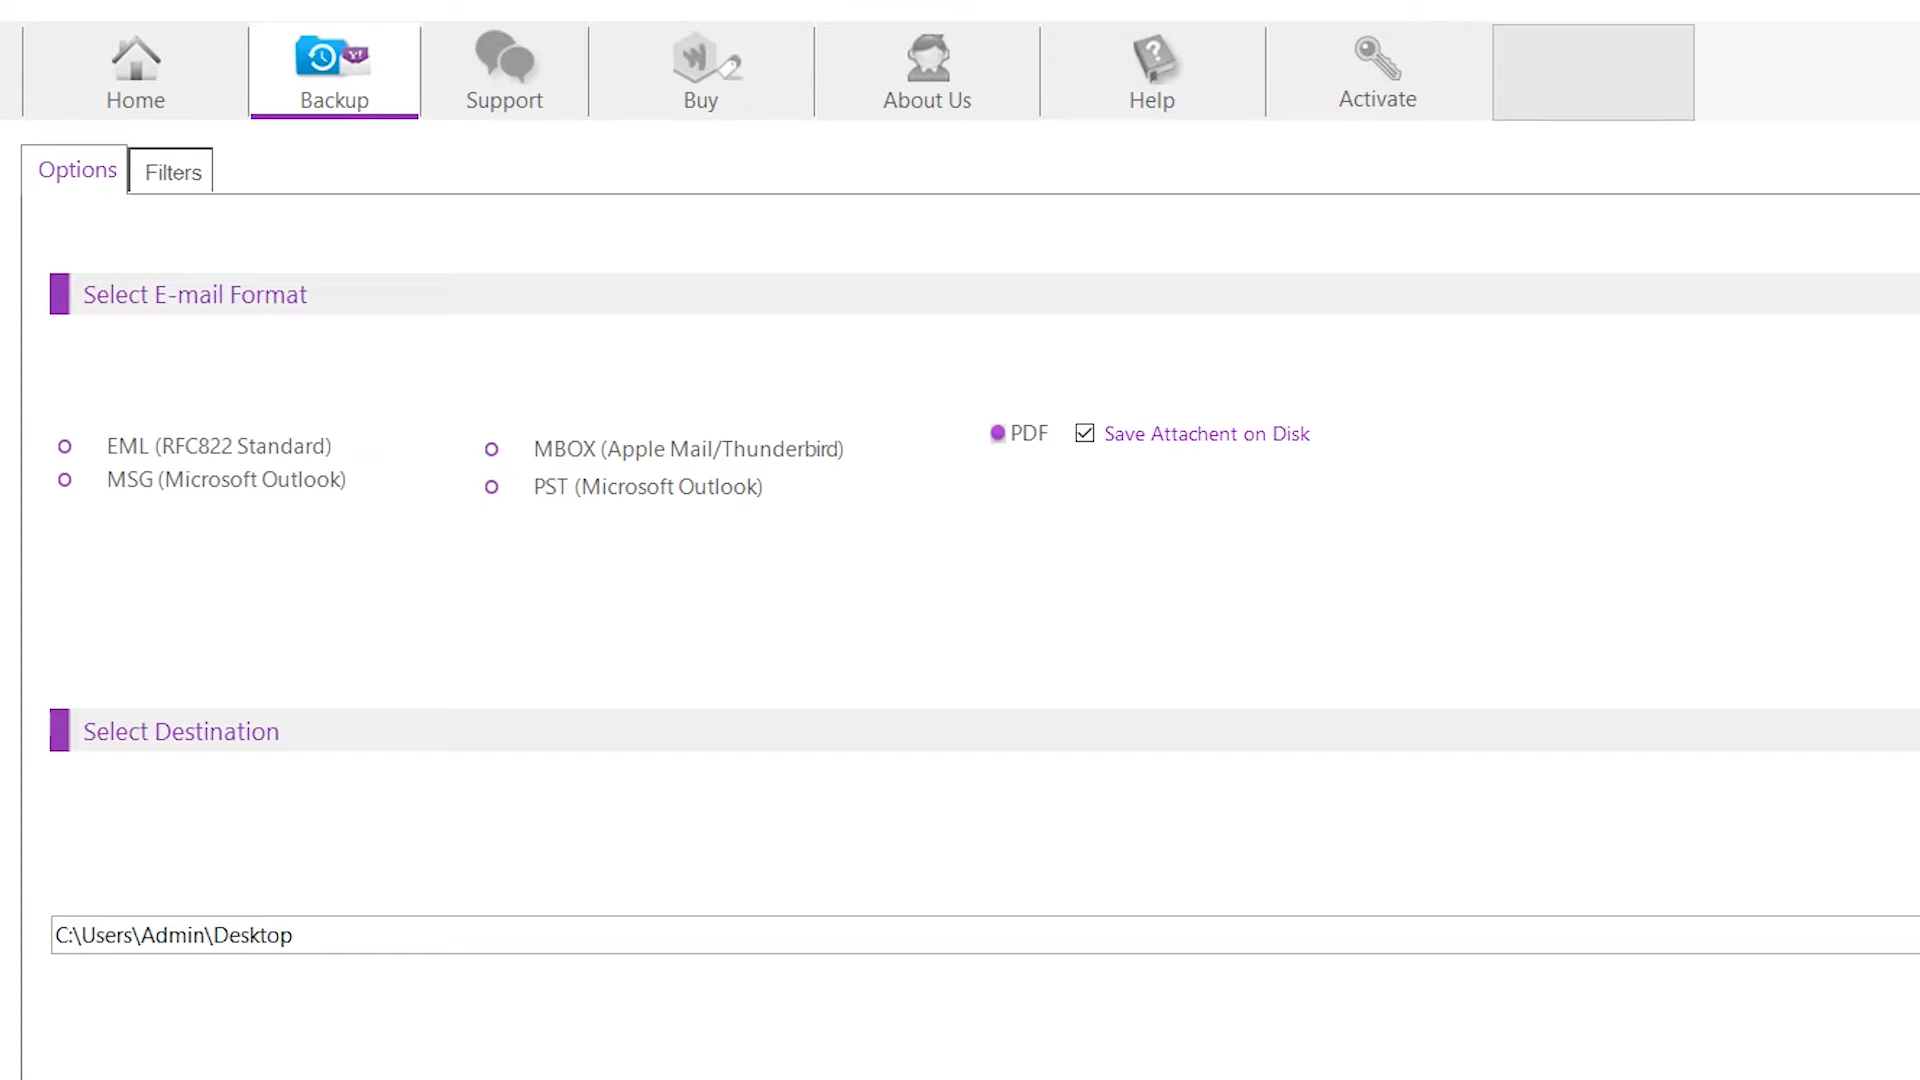 Home
Backup
Support
Buy
About Us
Help
Activate
Options
Filters
Select E-mail Format
EML (RFC822 Standard)
MBOX (Apple Mail/Thunderbird)
PDF
Save Attachent on Disk
MSG (Microsoft Outlook)
PST (Microsoft Outlook)
Select Destination
C:\Users\Admin\Desktop